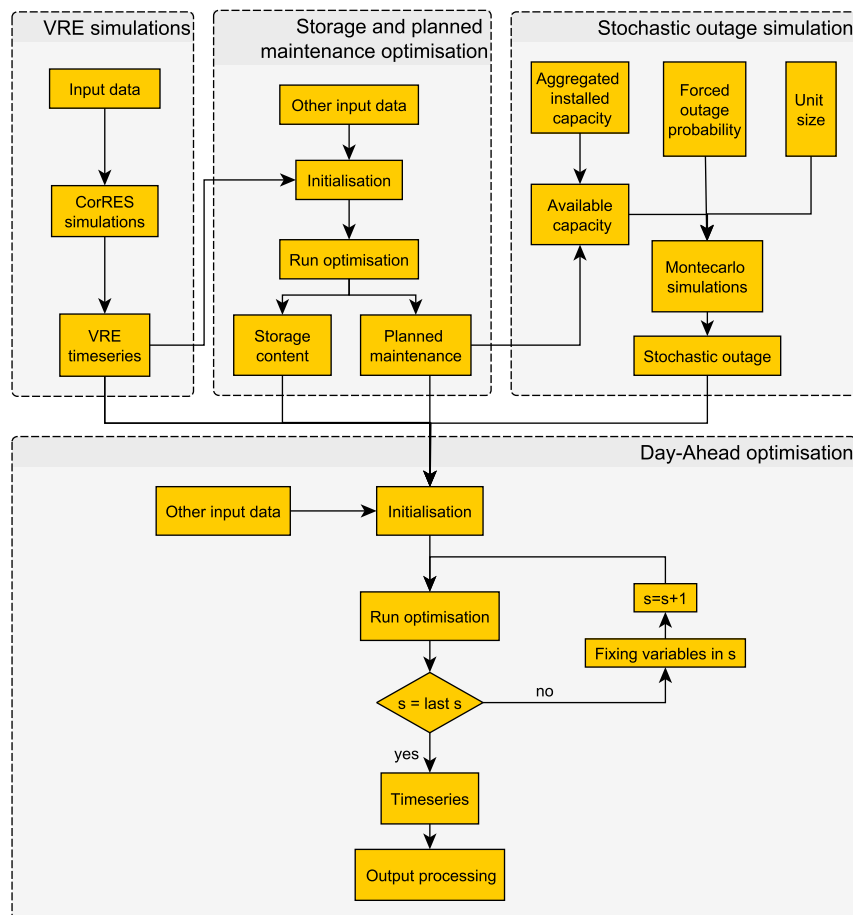 VRE simulations
Input data
CorRES
simulations
VRE
timeseries
Storage and planned
maintenance optimisation
Other input data
Initialisation
Run optimisation
Storage
content
Planned
maintenance
Stochastic outage simulation
Aggregated
installed
capacity
Forced
outage
probability
Unit
size
Available
capacity
Montecarlo
simulations
Stochastic outage
Day-Ahead optimisation
Other input data
Initialisation
Run optimisation
s=s+1
Fixing variables in s
s = last s
no
yes
Timeseries
Output processing